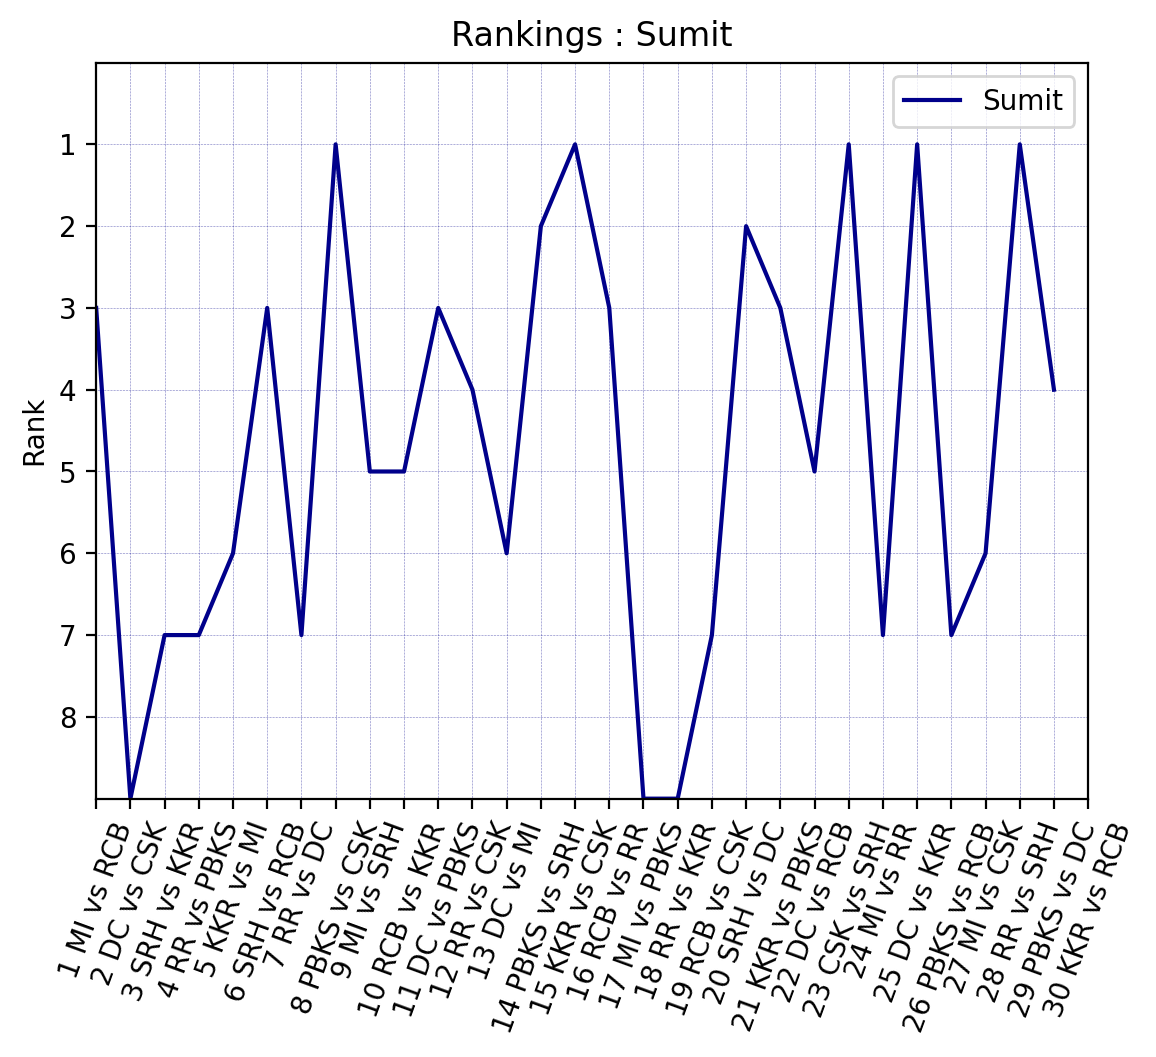 Rankings : Sumit
Sumit
Rank
1
2
3
4
5
6
7
8
1 MI vs RCB
2 DC vs CSK
3 SRH vs KKR
4 RR vs PBKS
5 KKR vs MI
6 SRH vs RCB
7 RR vs DC
8 PBKS vs CSK
9 MI vs SRH
10 RCB vs KKR
11 DC vs PBKS
12 RR vs CSK
13 DC vs MI
14 PBKS vs SRH
15 KKR vs CSK
16 RCB vs RR
17 MI vs PBKS
18 RR vs KKR
19 RCB vs CSK
20 SRH vs DC
21 KKR vs PBKS
22 DC vs RCB
23 CSK vs SRH
24 MI vs RR
25 DC vs KKR
26 PBKS vs RCB
27 MI vs CSK
28 RR vs SRH
29 PBKS vs DC
30 KKR vs RCB